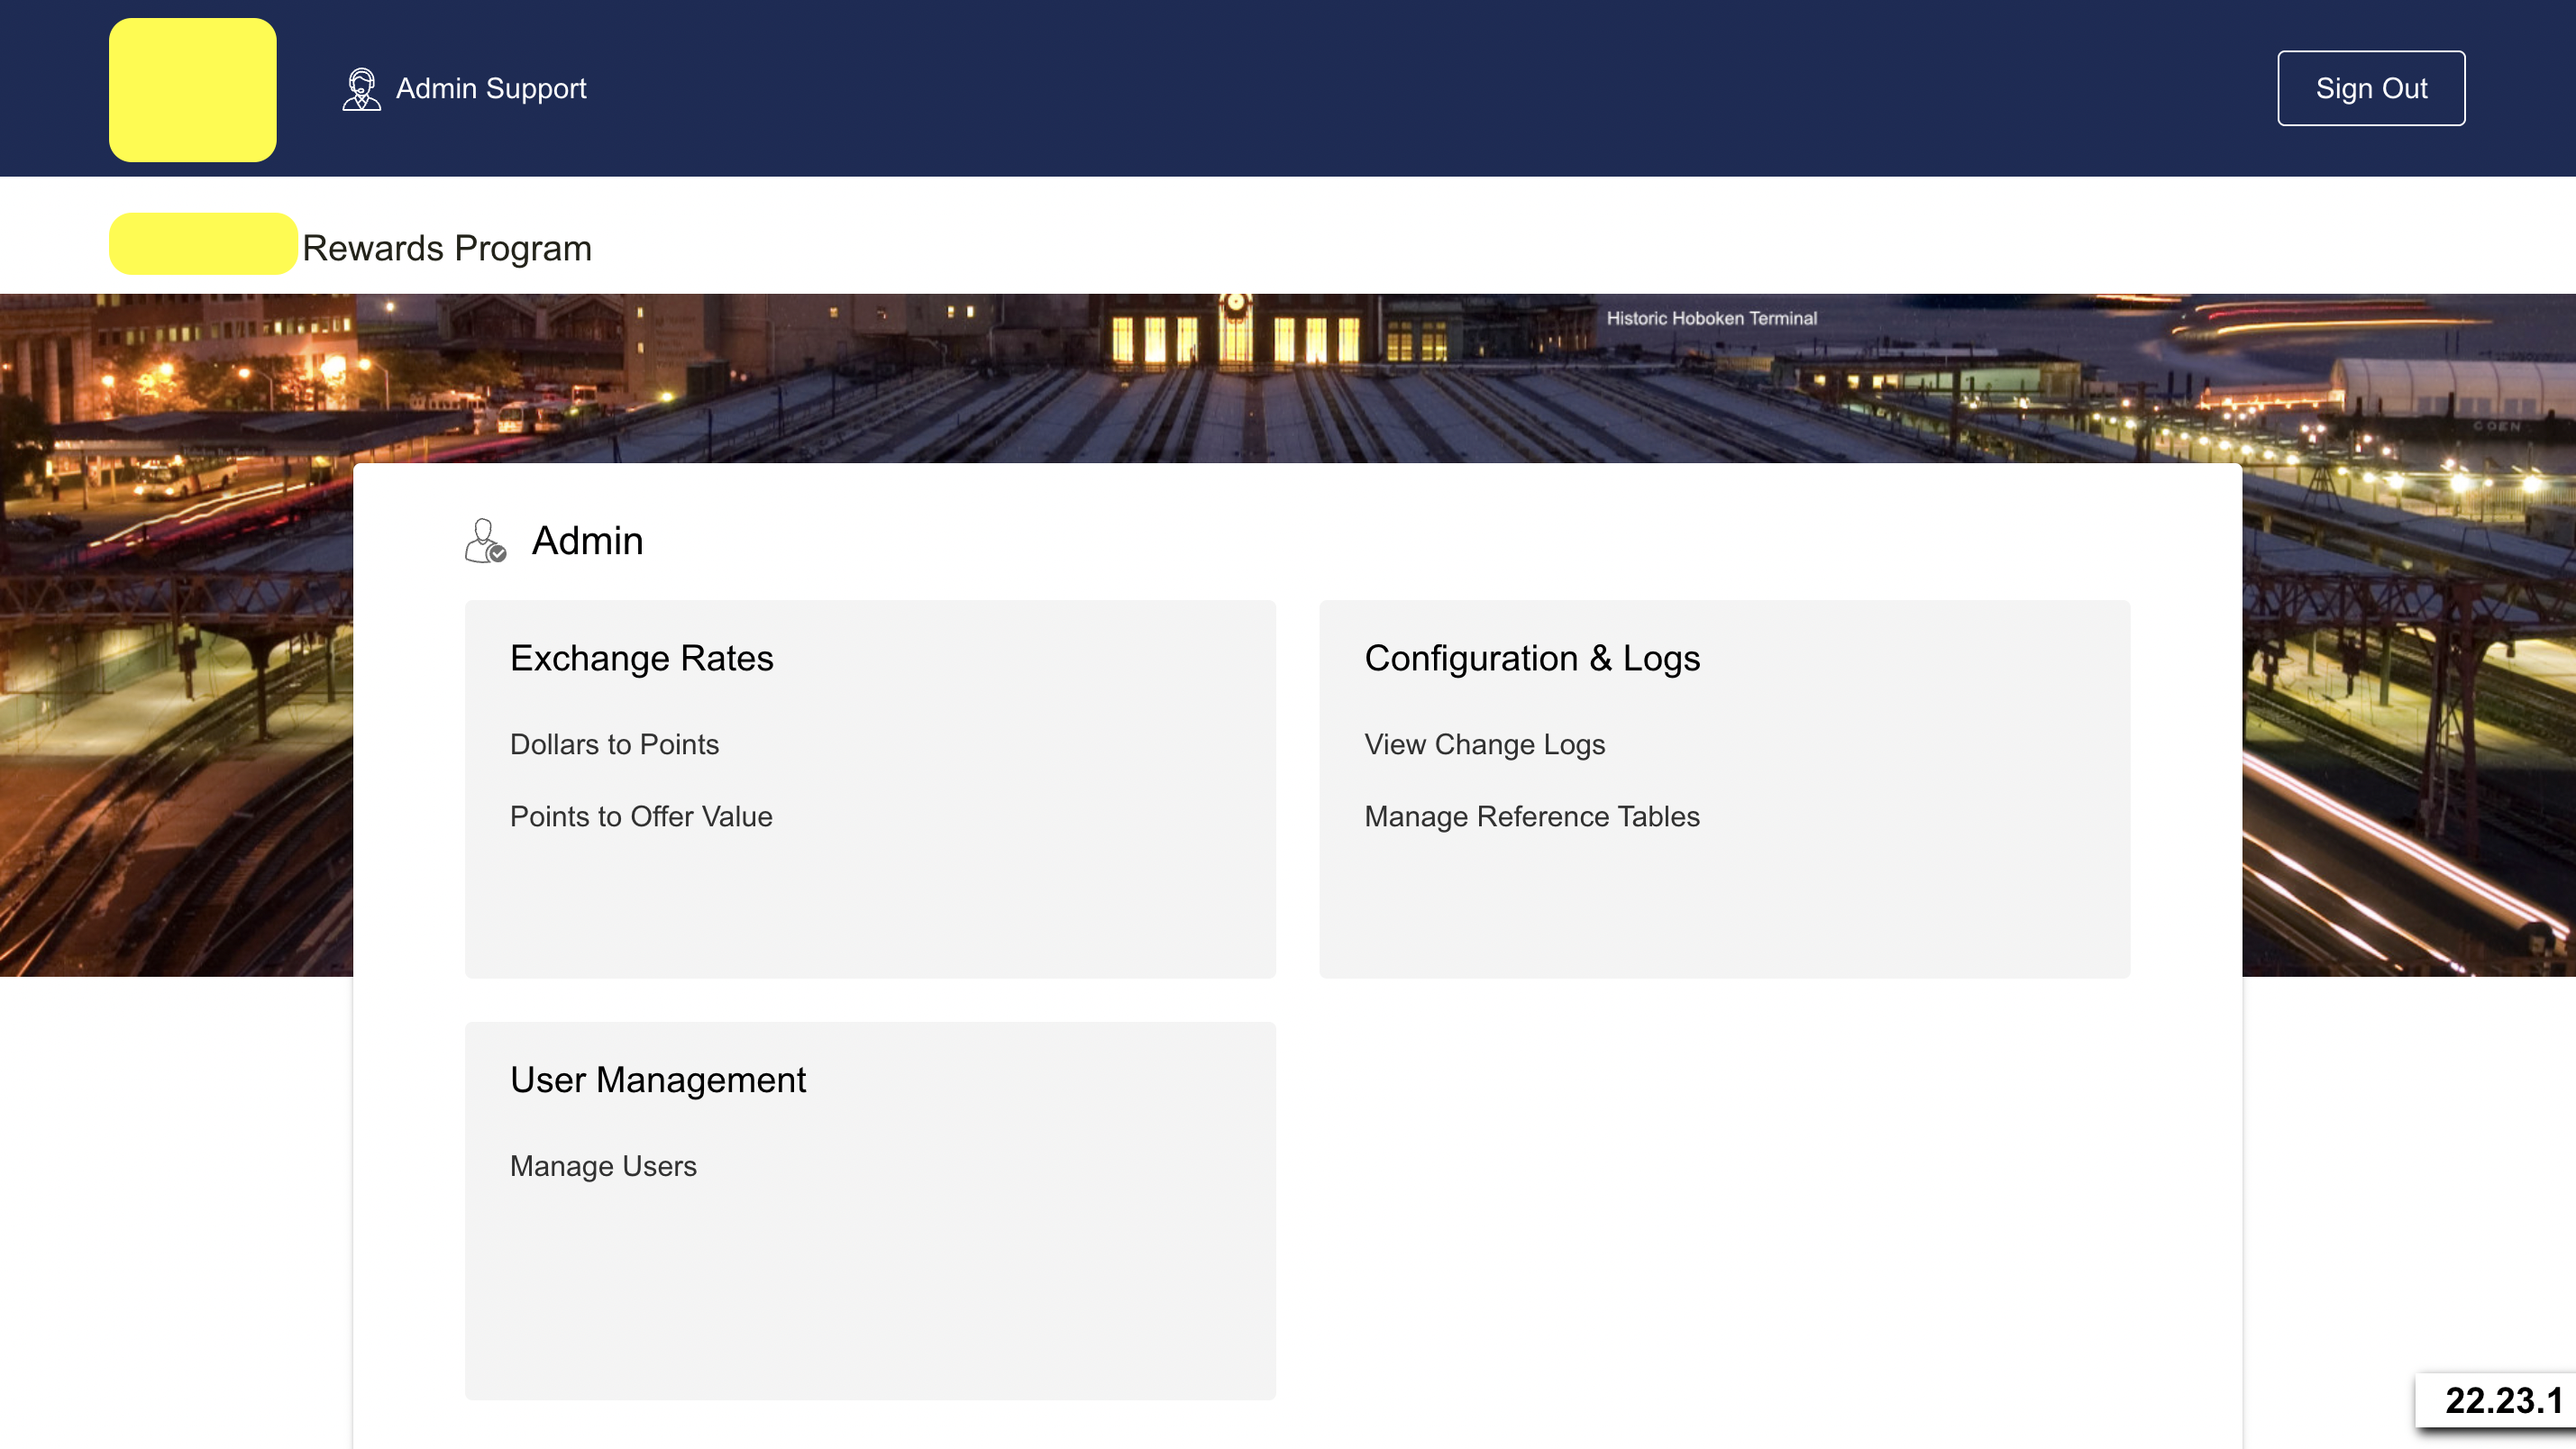 Admin Support
Sign Out
Rewards Program
Historic Hoboken Terminal
Admin
Exchange Rates
Dollars to Points
Points to Offer Value
Configuration & Logs
View Change Logs
Manage Reference Tables
User Management
Manage Users
22.23.1